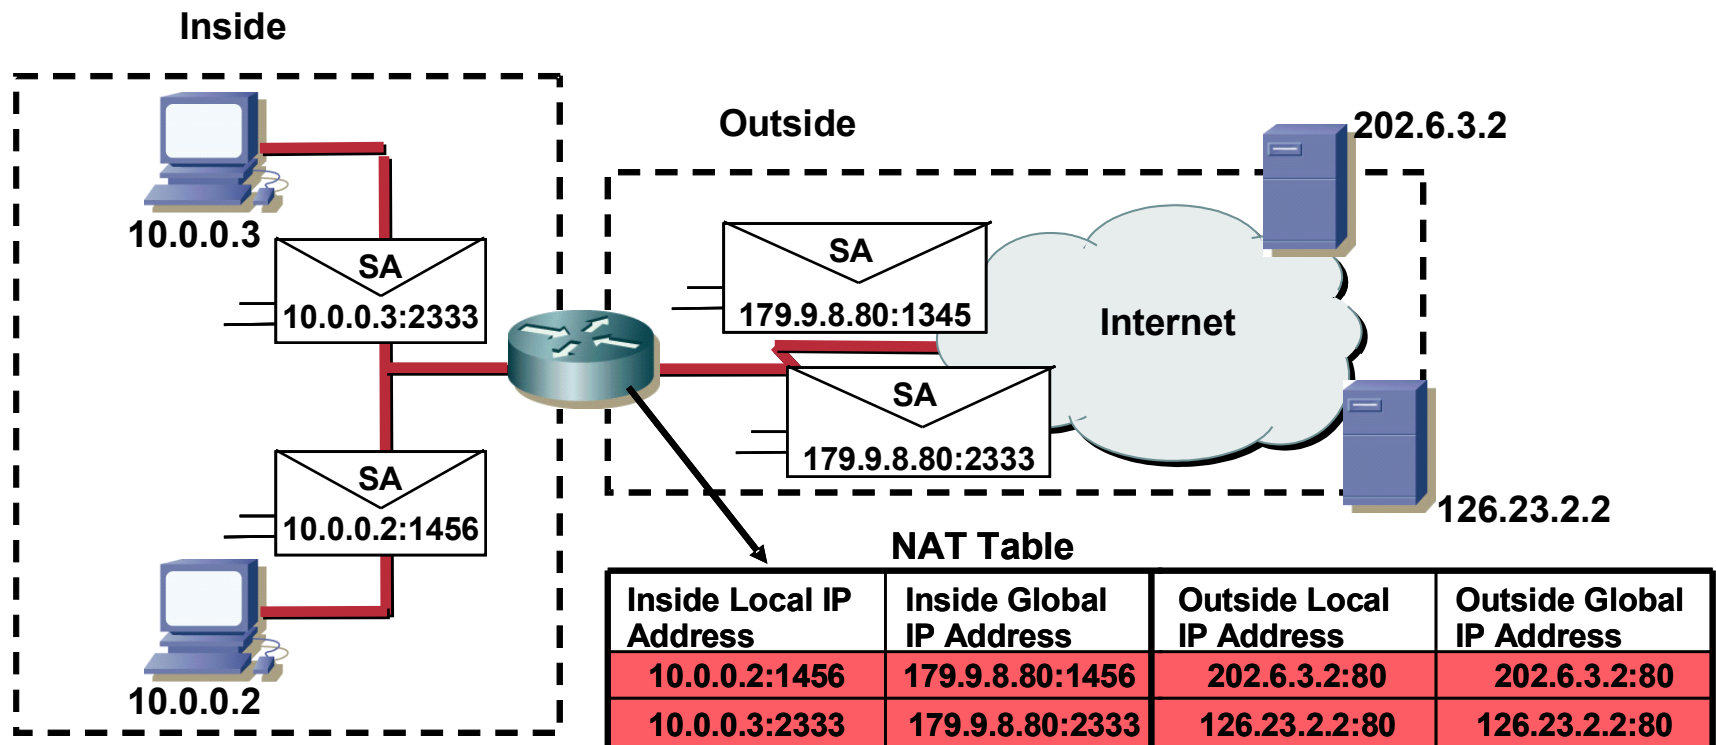 Inside
Outside
202.6.3.2
10.0.0.3
SA
10.0.0.3:2333
SA
179.9.8.80:1345
Internet
SA
179.9.8.80:2333
SA
10.0.0.2:1456
126.23.2.2
10.0.0.2
NAT Table
Inside Local IP Address
Inside Global IP Address
Outside Local IP Address
Outside Global IP Address
10.0.0.2:1456
179.9.8.80:1456
202.6.3.2:80
202.6.3.2:80
10.0.0.3:2333
179.9.8.80:2333
126.23.2.2:80
126.23.2.2:80